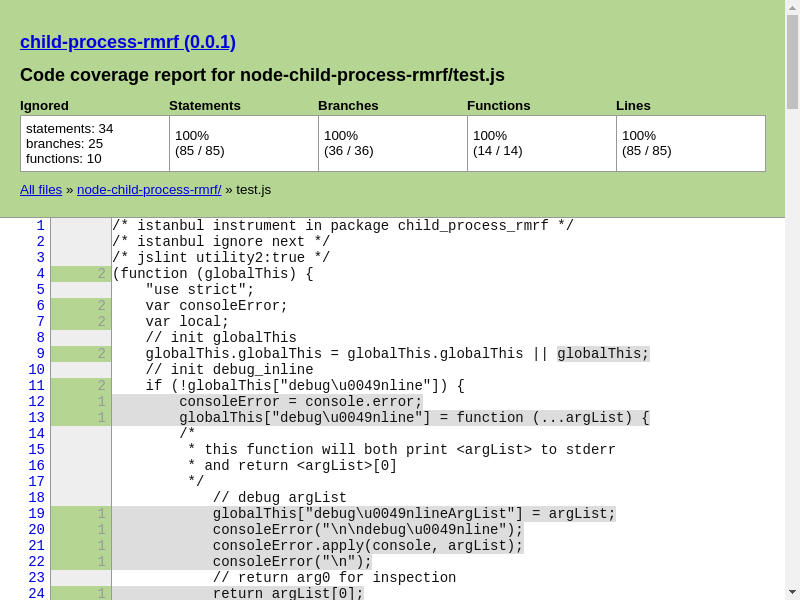 child-process-rmrf (0.0.1)
Code coverage report for node-child-process-rmrf/test.js
Ignored Statements Branches Functions Lines
statements: 34
branches: 25
functions: 10
100%
(85 / 85)
100%
(36 / 36)
100%
(14 / 14)
100%
(85 / 85)
All files » node-child-process-rmrf/ » test.js
1 /* istanbul instrument in package child_process_rmrf */
2 /* istanbul ignore next */
3 /* jslint utility2:true */
4 2 (function (globalThis) {
5 "use strict";
6 2 var consoleError;
7 2 var local;
8 // init globalThis
9 2 globalThis.globalThis = globalThis.globalThis || globalThis;
10 // init debug_inline
11 2 if (!globalThis["debug\u0049nline"]) {
12 1 consoleError = console.error;
13 1 globalThis["debug\u0049nline"] = function (...argList) {
14 /*
15 * this function will both print <argList> to stderr
16 * and return <argList>[0]
17 */
18 // debug argList
19 1 globalThis["debug\u0049nlineArgList"] = argList;
20 1 consoleError("\n\ndebug\u0049nline");
21 1 consoleError.apply(console, argList);
22 1 consoleError("\n");
23 // return arg0 for inspection
24 1 return argList[0];